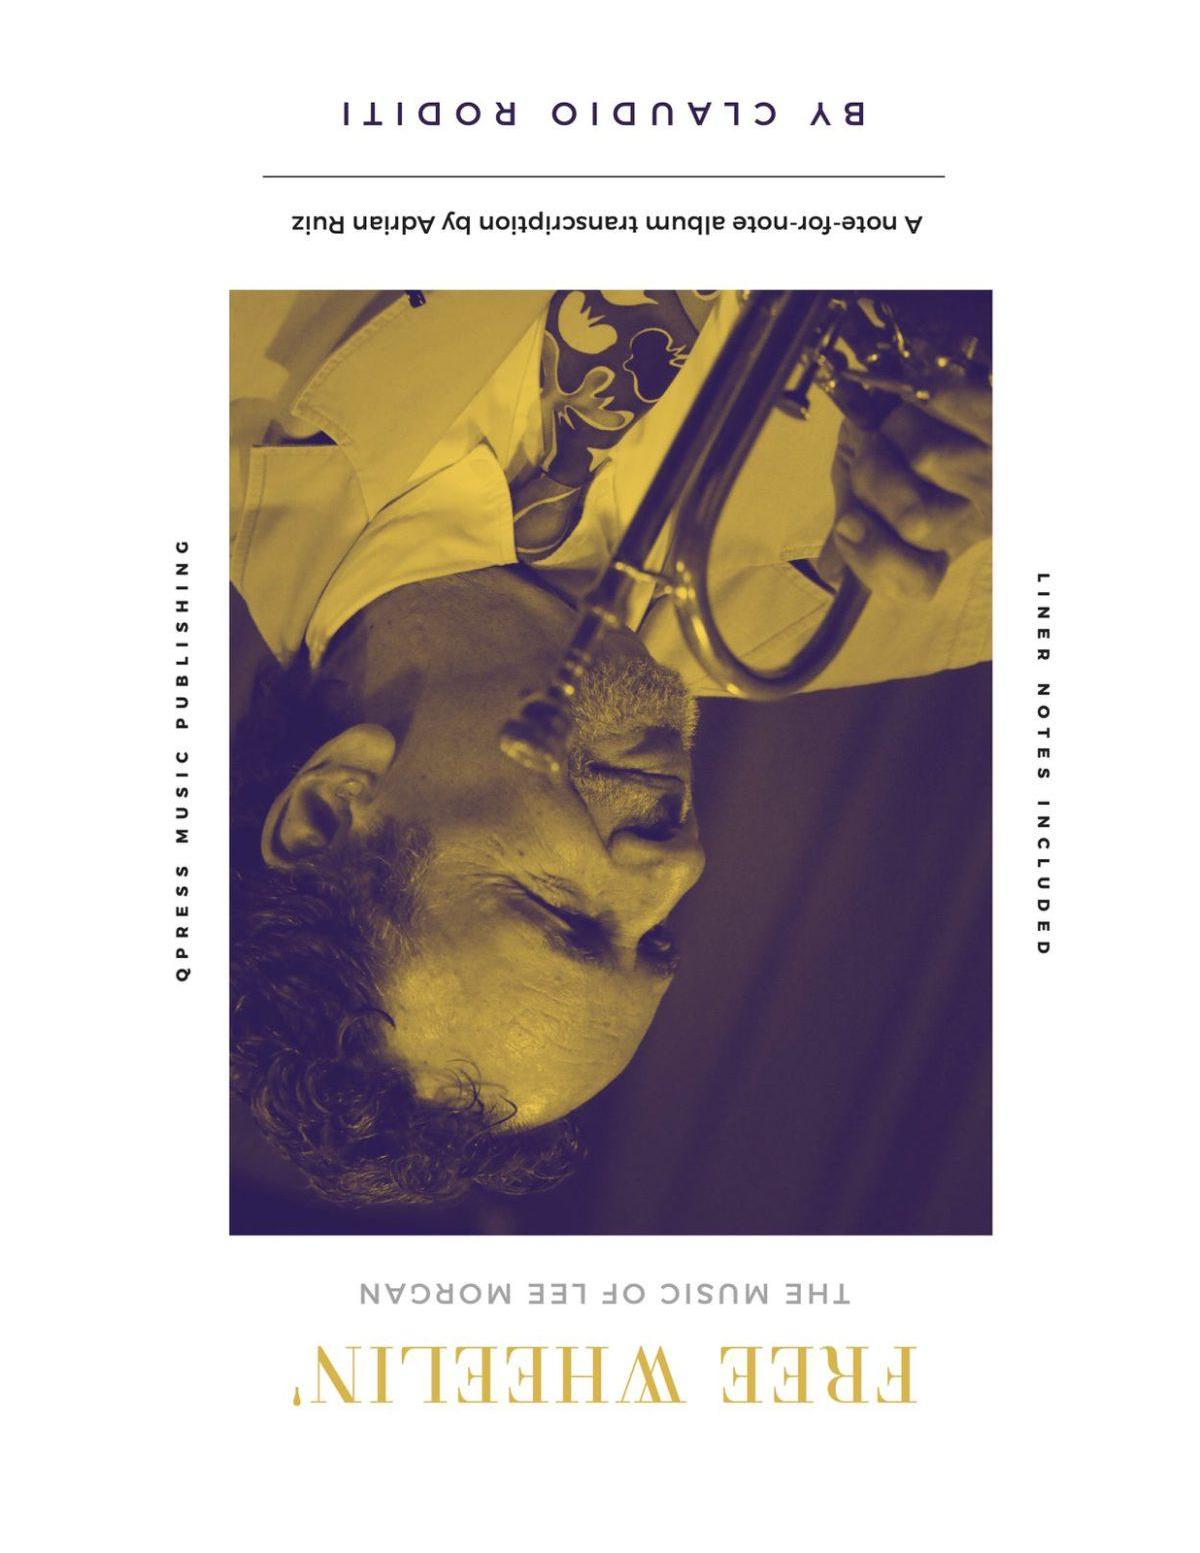 FREE WHEELIN'
THE MUSIC OF LEE MORGAN
LINER NOTES INCLUDED
QPRESS MUSIC PUBLISHING
A note-for-note album transcription by Adrian Ruiz
BY CLAUDIO RODITI